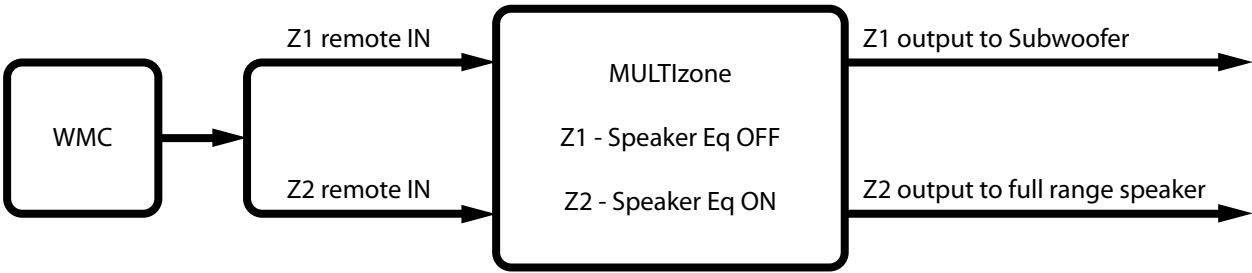 Z1 remote IN
Z1 output to Subwoofer
MULTIzone
WMC
Z1 - Speaker Eq OFF
Z2 remote IN
Z2 - Speaker Eq ON
Z2 output to full range speaker